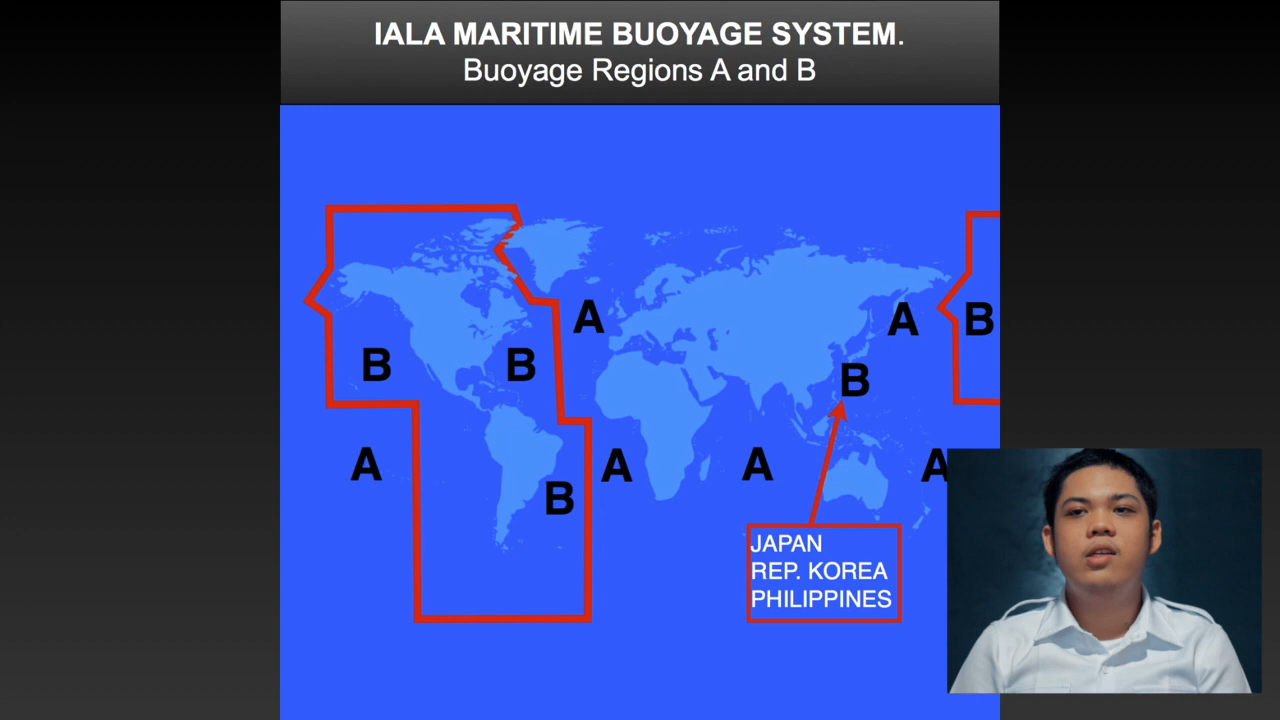 IALA MARITIME BUOYAGE SYSTEM.
Buoyage Regions A and B
A
A
B
B
B
B
A
A
A
A
B
JAPAN
REP. KOREA
PHILIPPINES